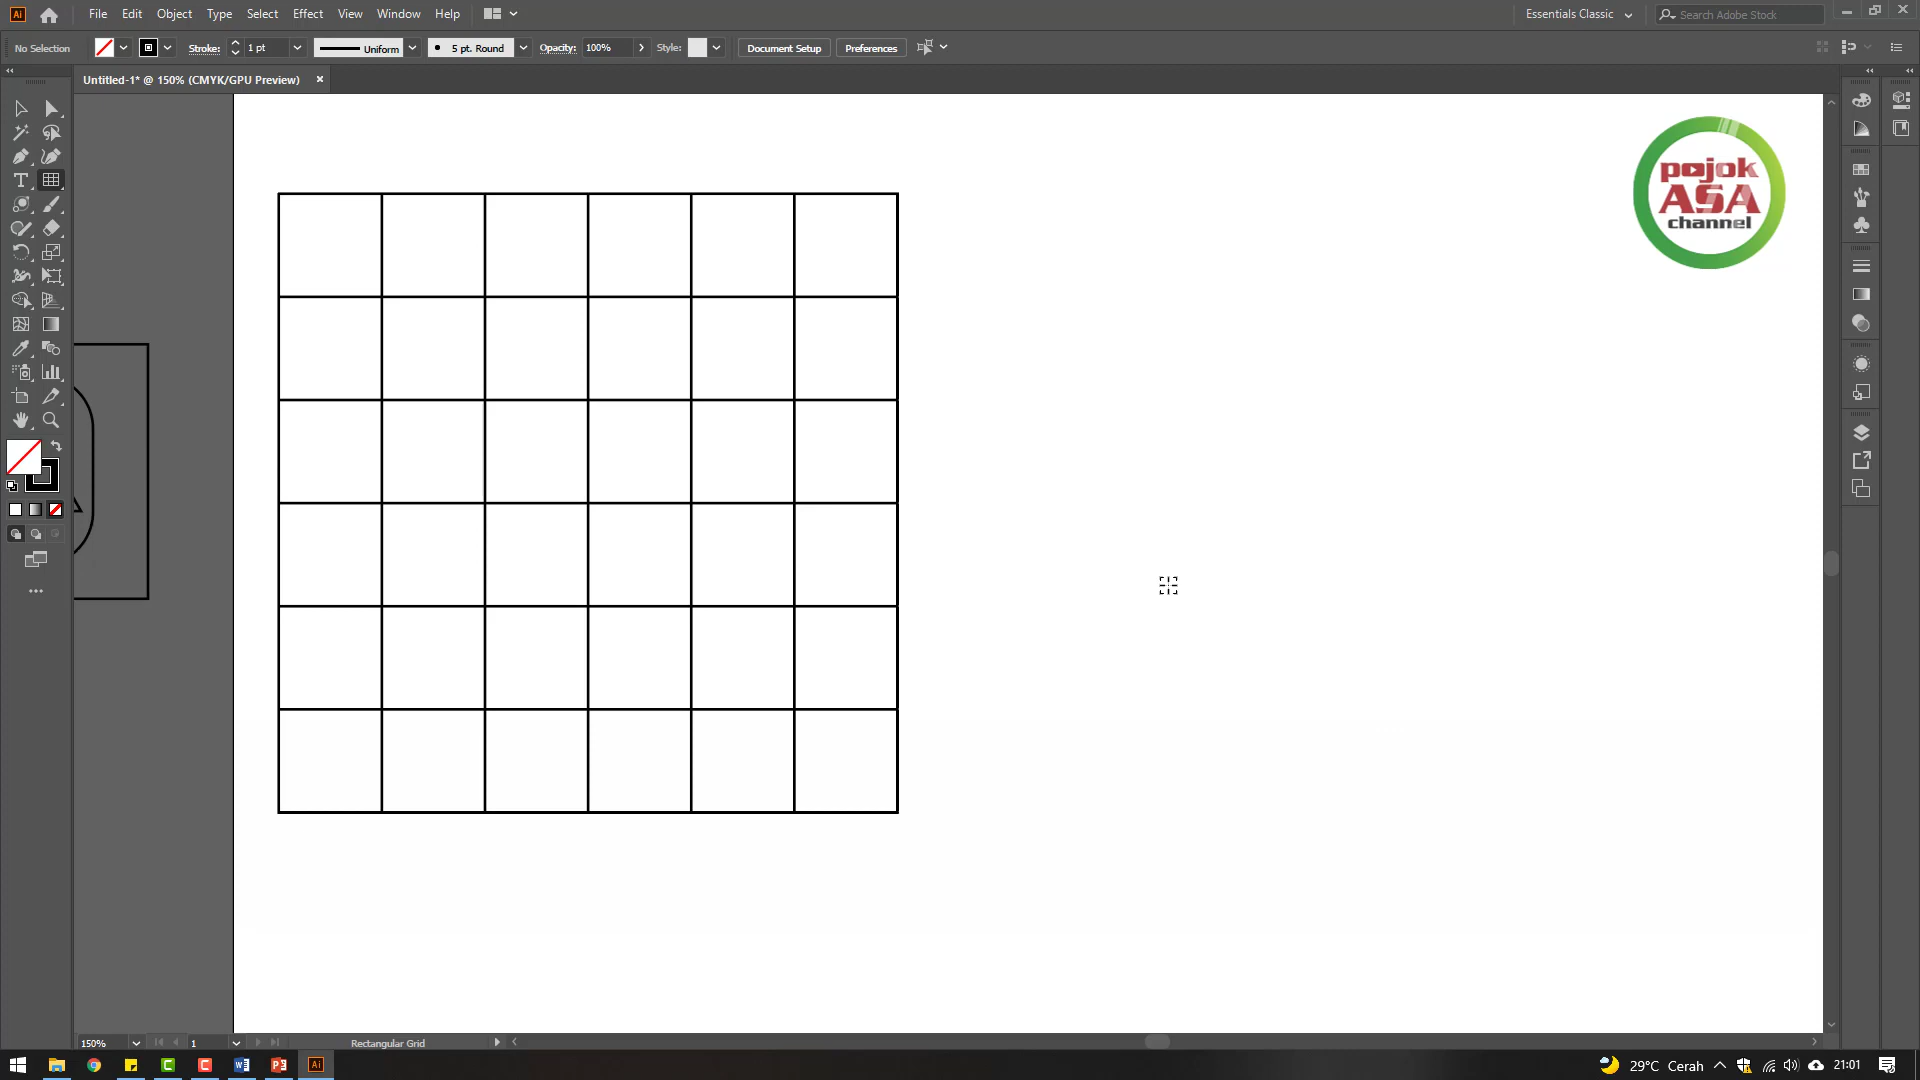 File Edit Object Type Select Effect View Window Help Essentials Classic Search Adobe Stock
No Selection Stroke: 1 pt Uniform 5 pt. Round Opacity: 100% Style: Document Setup Preferences
Untitled-1* @ 150% (CMYK/GPU Preview)
pojok
ASA
channel
150% 1 Rectangular Grid
29°C Cerah 21:01